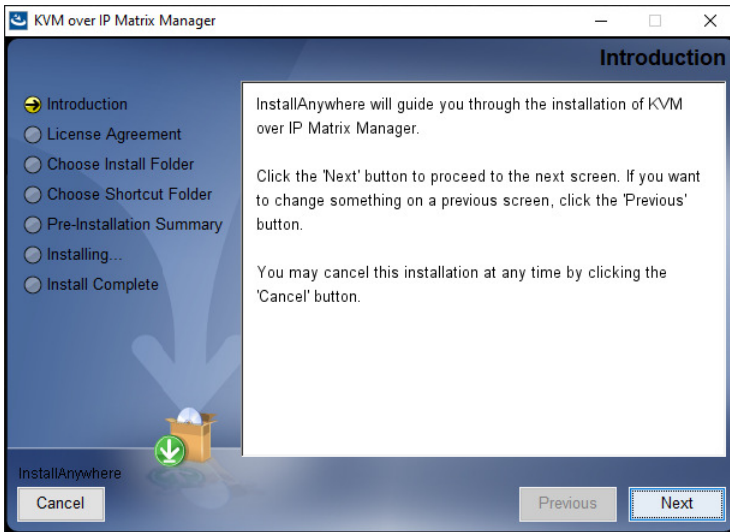 KVM over IP Matrix Manager
Introduction
Introduction
License Agreement
Choose Install Folder
Choose Shortcut Folder
Pre-Installation Summary
Installing...
Install Complete
InstallAnywhere will guide you through the installation of KVM
over IP Matrix Manager.
Click the 'Next' button to proceed to the next screen. If you want
to change something on a previous screen, click the 'Previous'
button.
You may cancel this installation at any time by clicking the
'Cancel' button.
InstallAnywhere
Cancel
Previous
Next